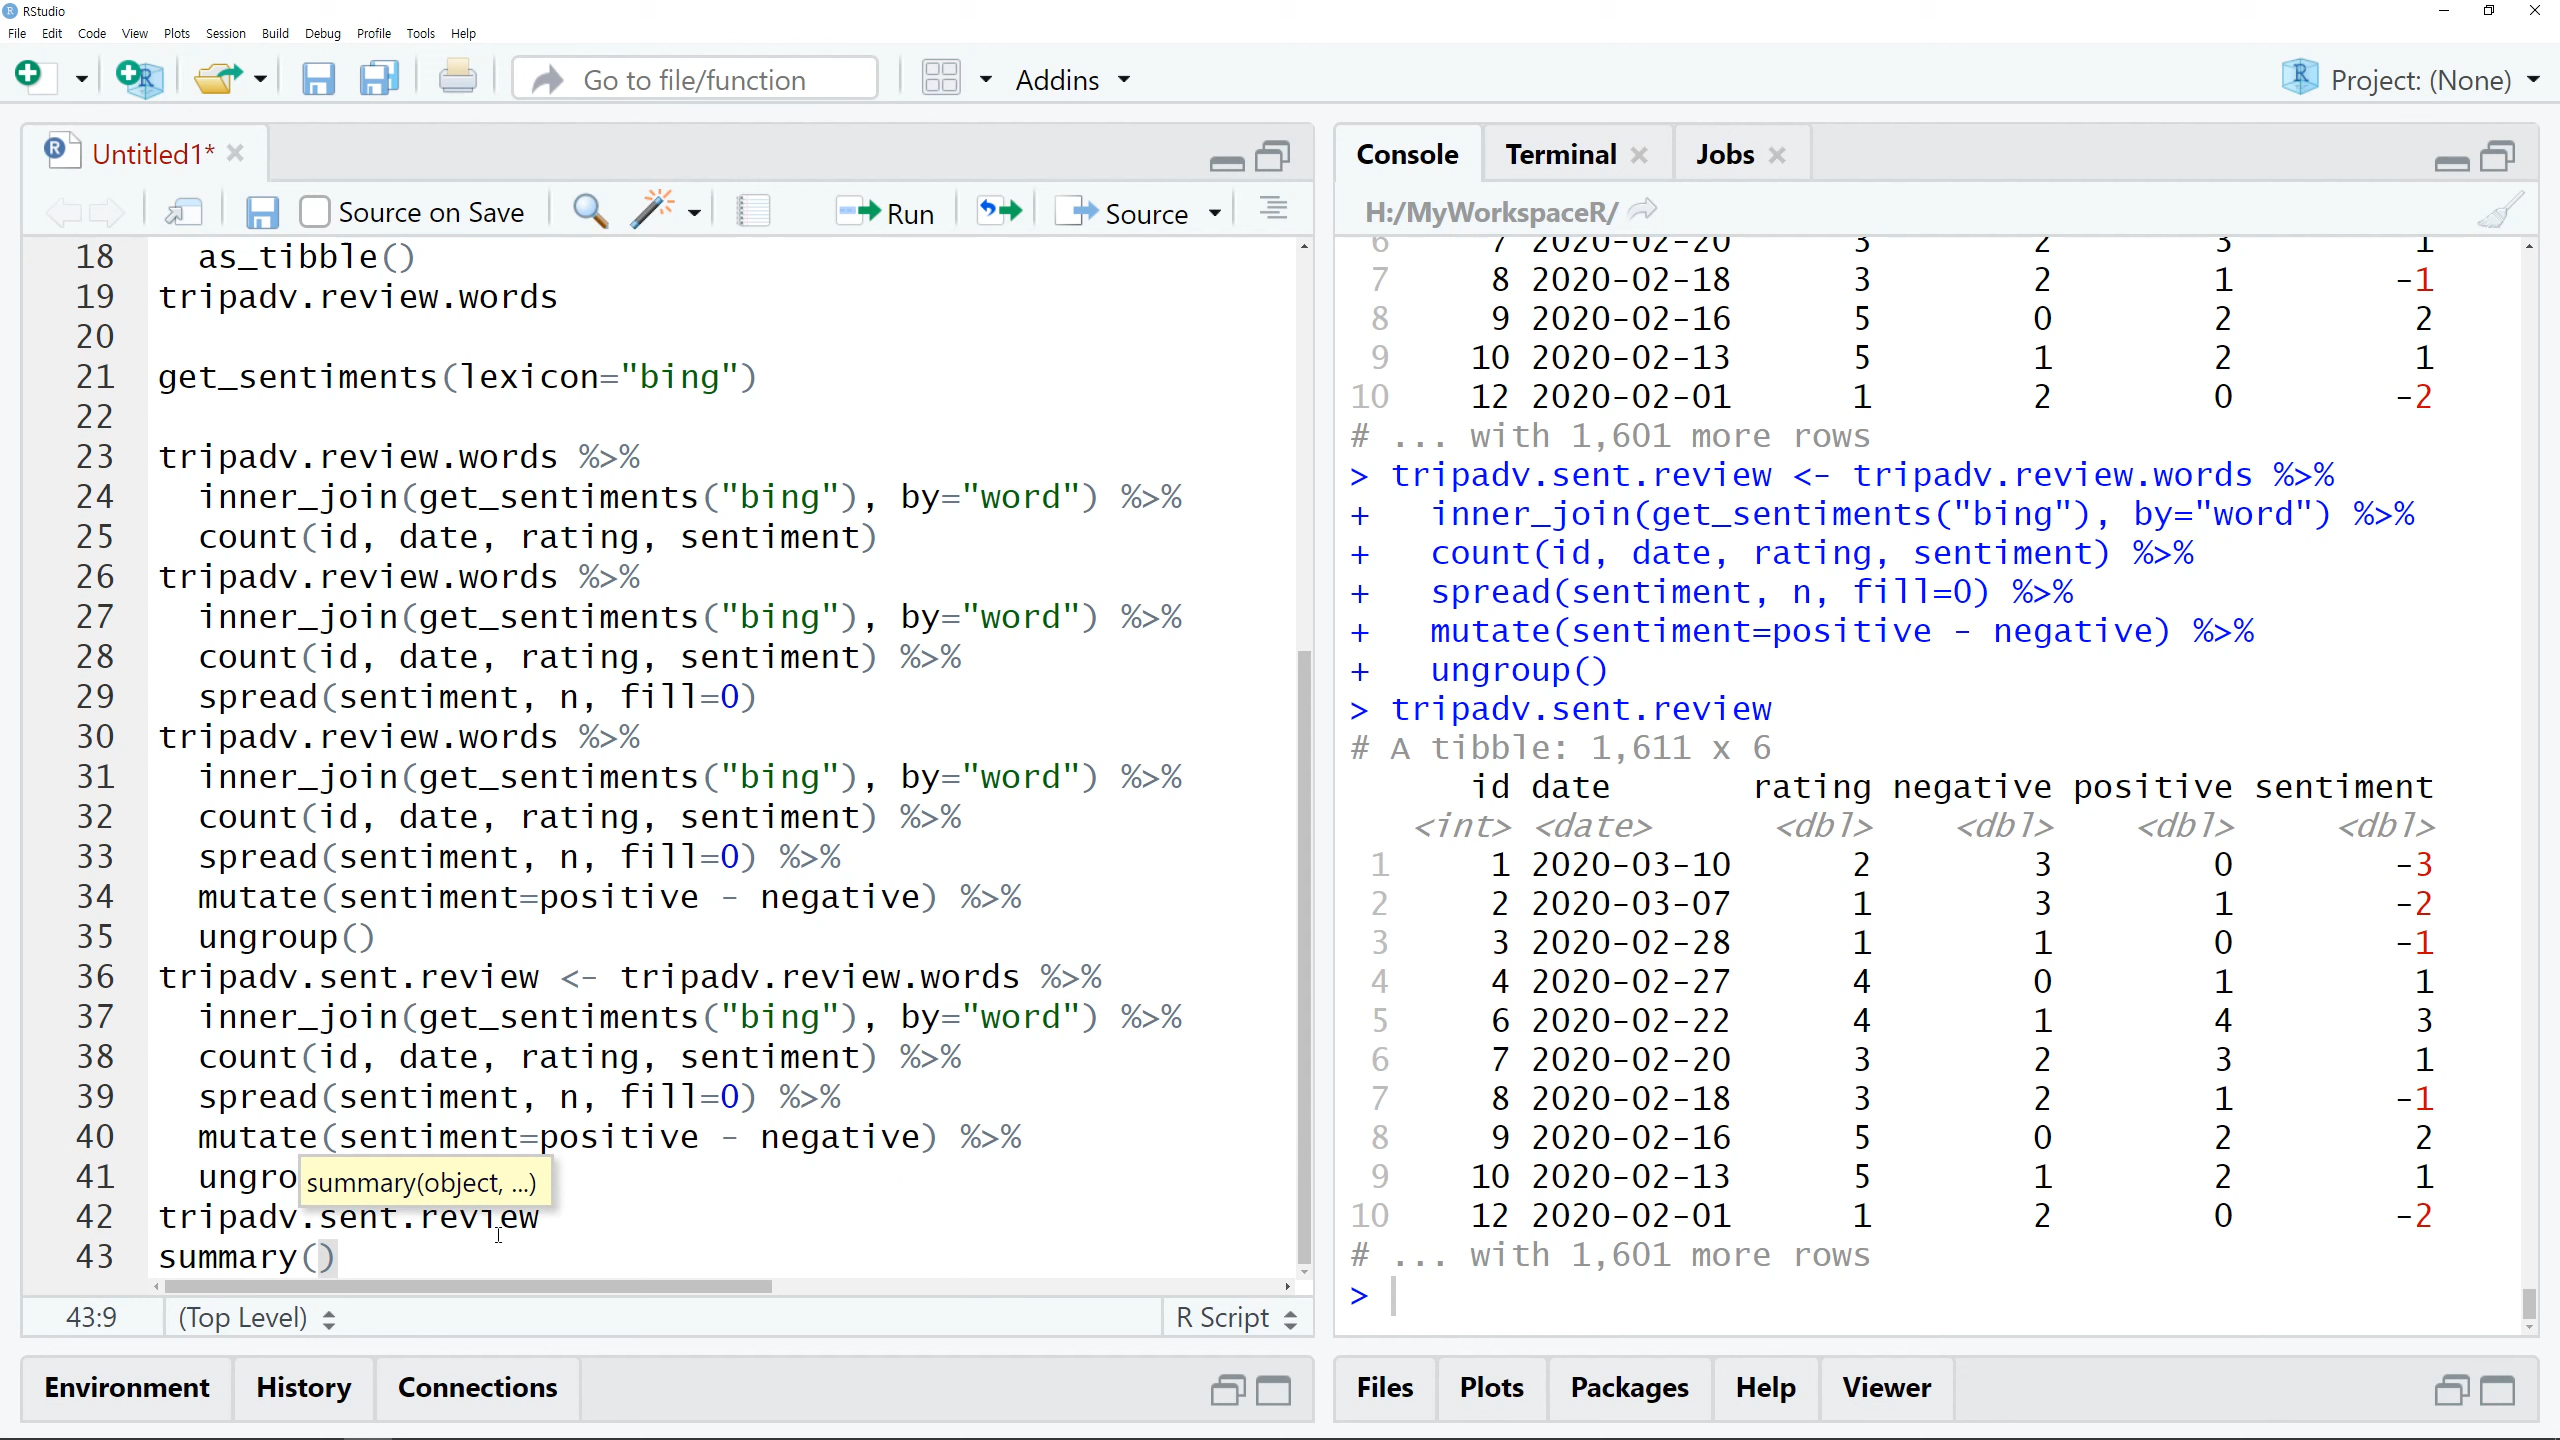 RStudio
File Edit Code View Plots Session Build Debug Profile Tools Help
Go to file/function Addins Project: (None)
Untitled1*
Source on Save Run Source
18 as_tibble()
19 tripadv.review.words
20
21 get_sentiments(lexicon="bing")
22
23 tripadv.review.words %>%
24 inner_join(get_sentiments("bing"), by="word") %>%
25 count(id, date, rating, sentiment)
26 tripadv.review.words %>%
27 inner_join(get_sentiments("bing"), by="word") %>%
28 count(id, date, rating, sentiment) %>%
29 spread(sentiment, n, fill=0)
30 tripadv.review.words %>%
31 inner_join(get_sentiments("bing"), by="word") %>%
32 count(id, date, rating, sentiment) %>%
33 spread(sentiment, n, fill=0) %>%
34 mutate(sentiment=positive - negative) %>%
35 ungroup()
36 tripadv.sent.review <- tripadv.review.words %>%
37 inner_join(get_sentiments("bing"), by="word") %>%
38 count(id, date, rating, sentiment) %>%
39 spread(sentiment, n, fill=0) %>%
40 mutate(sentiment=positive - negative) %>%
41 ungro
summary(object, ...)
42 tripadv.sent.review
43 summary()
43:9 (Top Level) R Script
Environment History Connections
Console Terminal Jobs
H:/MyWorkspaceR/
6 7 2020-02-20 3 2 3 1
7 8 2020-02-18 3 2 1 -1
8 9 2020-02-16 5 0 2 2
9 10 2020-02-13 5 1 2 1
10 12 2020-02-01 1 2 0 -2
# ... with 1,601 more rows
> tripadv.sent.review <- tripadv.review.words %>%
+ inner_join(get_sentiments("bing"), by="word") %>%
+ count(id, date, rating, sentiment) %>%
+ spread(sentiment, n, fill=0) %>%
+ mutate(sentiment=positive - negative) %>%
+ ungroup()
> tripadv.sent.review
# A tibble: 1,611 x 6
id date rating negative positive sentiment
<int> <date> <dbl> <dbl> <dbl> <dbl>
1 1 2020-03-10 2 3 0 -3
2 2 2020-03-07 1 3 1 -2
3 3 2020-02-28 1 1 0 -1
4 4 2020-02-27 4 0 1 1
5 6 2020-02-22 4 1 4 3
6 7 2020-02-20 3 2 3 1
7 8 2020-02-18 3 2 1 -1
8 9 2020-02-16 5 0 2 2
9 10 2020-02-13 5 1 2 1
10 12 2020-02-01 1 2 0 -2
# ... with 1,601 more rows
>
Files Plots Packages Help Viewer